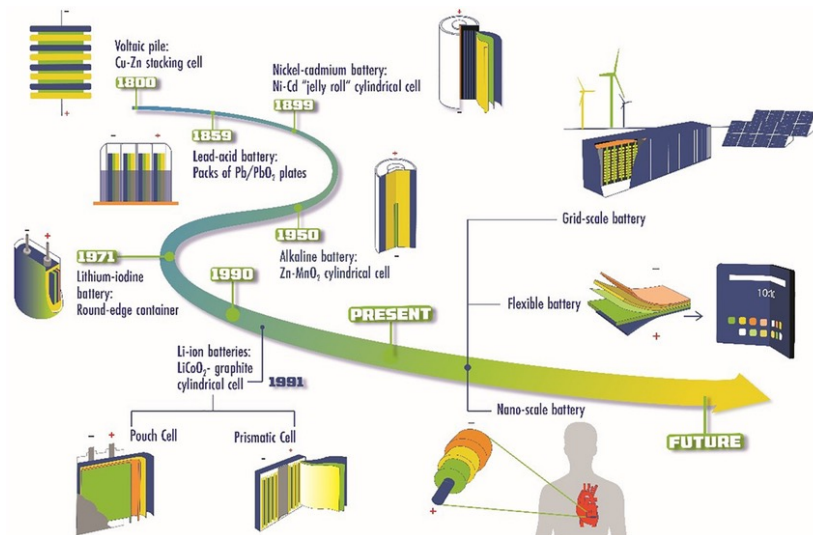 Voltaic pile:
Cu-Zn stacking cell
1800
Nickel-cadmium battery:
Ni-Cd "jelly roll" cylindrical cell
1899
1859
Lead-acid battery:
Packs of Pb/PbO₂ plates
1950
Alkaline battery:
Zn-MnO₂ cylindrical cell
1971
Lithium-iodine
battery:
Round-edge container
1990
Li-ion batteries:
LiCoO₂- graphite
cylindrical cell
1991
Pouch Cell
Prismatic Cell
PRESENT
Grid-scale battery
Flexible battery
Nano-scale battery
FUTURE